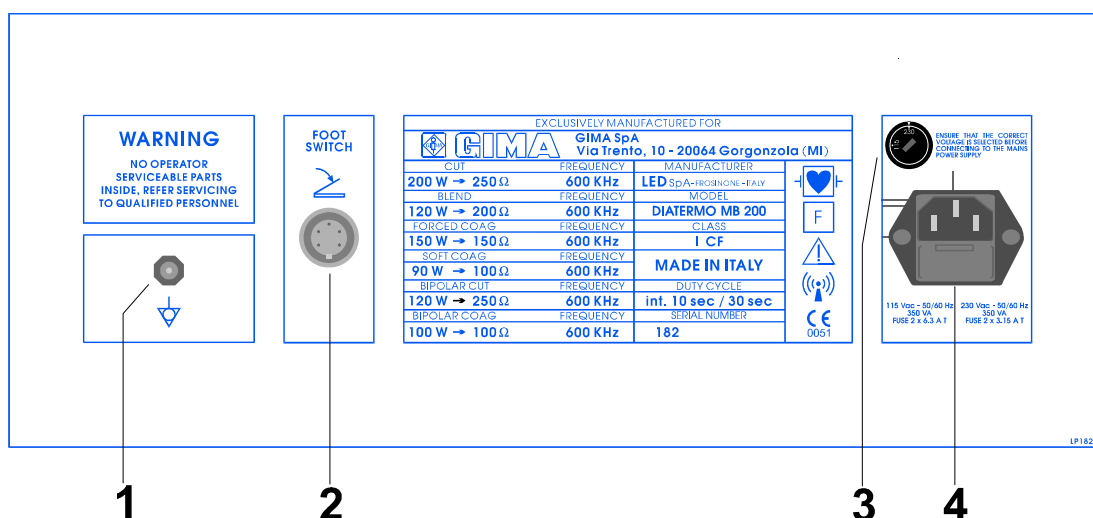 WARNING
NO OPERATOR
SERVICEABLE PARTS
INSIDE, REFER SERVICING
TO QUALIFIED PERSONNEL
FOOT
SWITCH
EXCLUSIVELY MANUFACTURED FOR
GIMA
GIMA SpA
Via Trento, 10 - 20064 Gorgonzola (MI)
CUT FREQUENCY MANUFACTURER
200 W → 250 Ω 600 KHz LED SpA-FROSINONE-ITALY
BLEND FREQUENCY MODEL
120 W → 200 Ω 600 KHz DIATERMO MB 200
FORCED COAG FREQUENCY CLASS
150 W → 150 Ω 600 KHz I CF
SOFT COAG FREQUENCY
90 W → 100 Ω 600 KHz MADE IN ITALY
BIPOLAR CUT FREQUENCY DUTY CYCLE
120 W → 250 Ω 600 KHz int. 10 sec / 30 sec
BIPOLAR COAG FREQUENCY SERIAL NUMBER
100 W → 100 Ω 600 KHz 182
F
CE
0051
230
ENSURE THAT THE CORRECT
VOLTAGE IS SELECTED BEFORE
CONNECTING TO THE MAINS
POWER SUPPLY
115 Vac - 50/60 Hz
350 VA
FUSE 2 x 6.3 A T
230 Vac - 50/60 Hz
350 VA
FUSE 2 x 3.15 A T
LP182
1
2
3
4